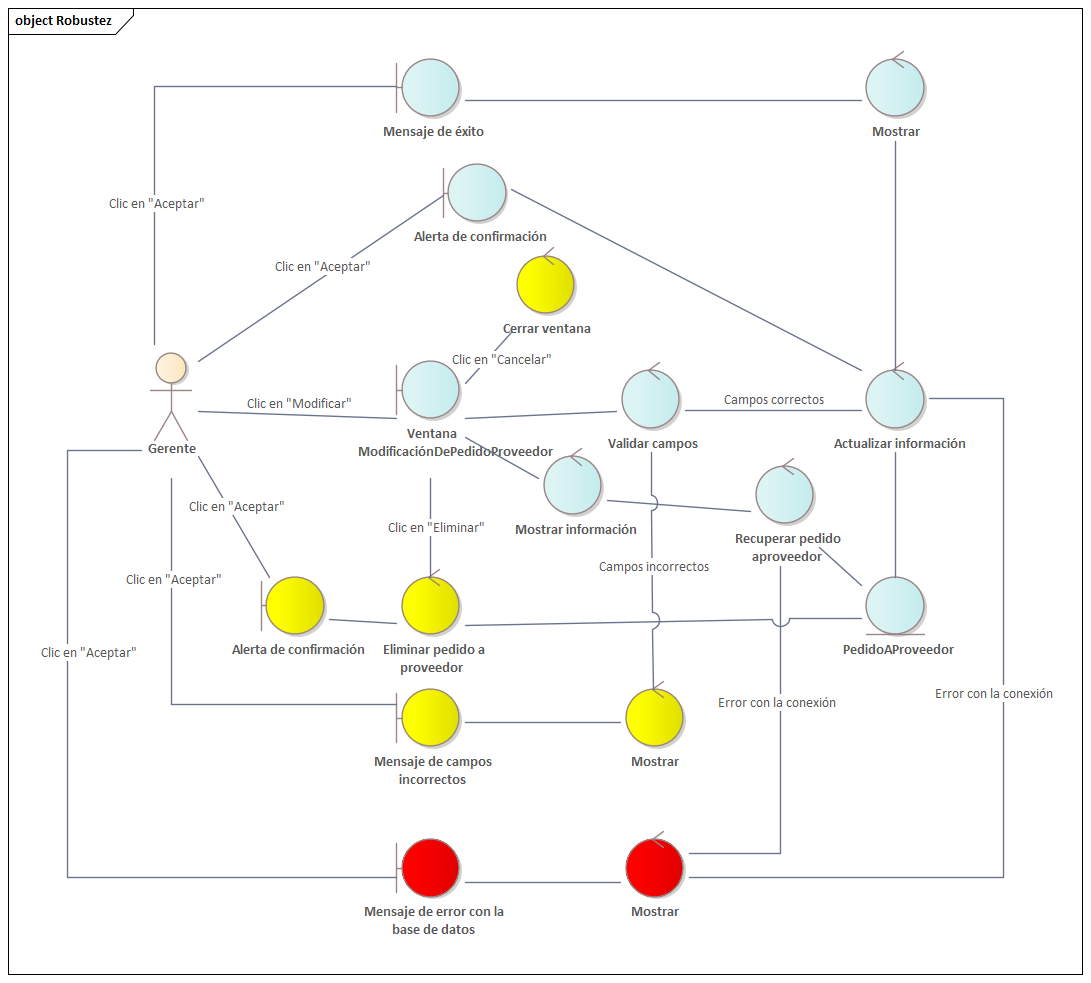 object Robustez
Mensaje de éxito
Mostrar
Clic en "Aceptar"
Alerta de confirmación
Clic en "Aceptar"
Cerrar ventana
Clic en "Cancelar"
Clic en "Modificar"
Campos correctos
Ventana
ModificaciónDePedidoProveedor
Validar campos
Actualizar información
Gerente
Clic en "Aceptar"
Clic en "Eliminar"
Mostrar información
Recuperar pedido
aproveedor
Clic en "Aceptar"
Campos incorrectos
Alerta de confirmación
Eliminar pedido a
proveedor
PedidoAProveedor
Clic en "Aceptar"
Error con la conexión
Error con la conexión
Mensaje de campos
incorrectos
Mostrar
Mensaje de error con la
base de datos
Mostrar